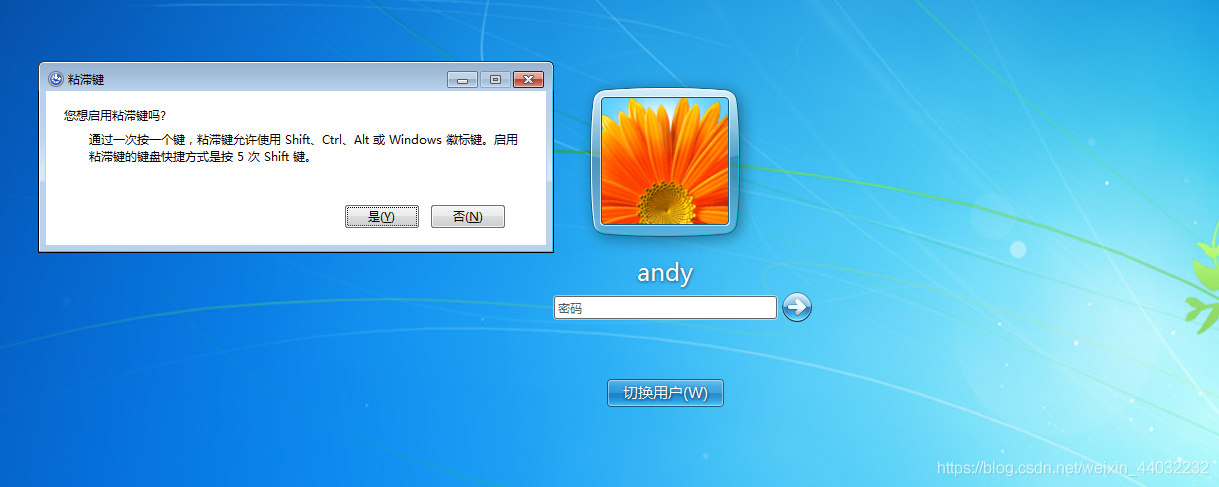 粘滞键
您想启用粘滞键吗?
通过一次按一个键，粘滞键允许使用 Shift、Ctrl、Alt 或 Windows 徽标键。启用
粘滞键的键盘快捷方式是按 5 次 Shift 键。
是(Y)
否(N)
andy
密码
切换用户(W)
https://blog.csdn.net/weixin_44032232